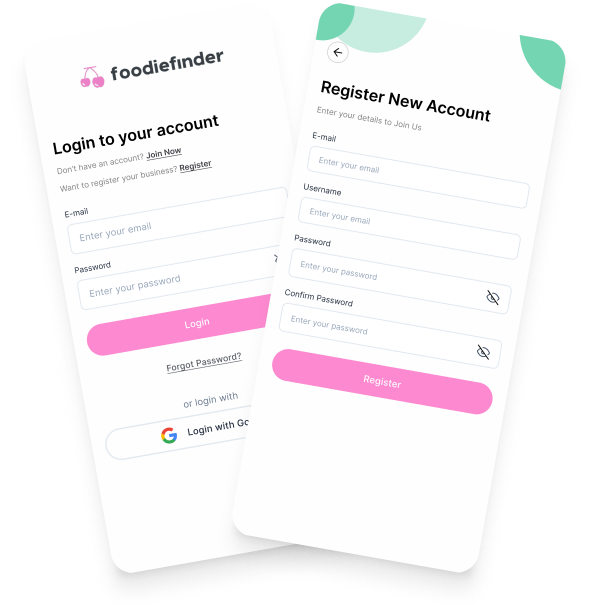 foodiefinder
Login to your account
Don't have an account? Join Now
Want to register your business? Register
E-mail
Enter your email
Password
Enter your password
Login
Forgot Password?
or login with
Login with
Register New Account
Enter your details to Join Us
E-mail
Enter your email
Username
Enter your email
Password
Enter your password
Confirm Password
Enter your password
Register